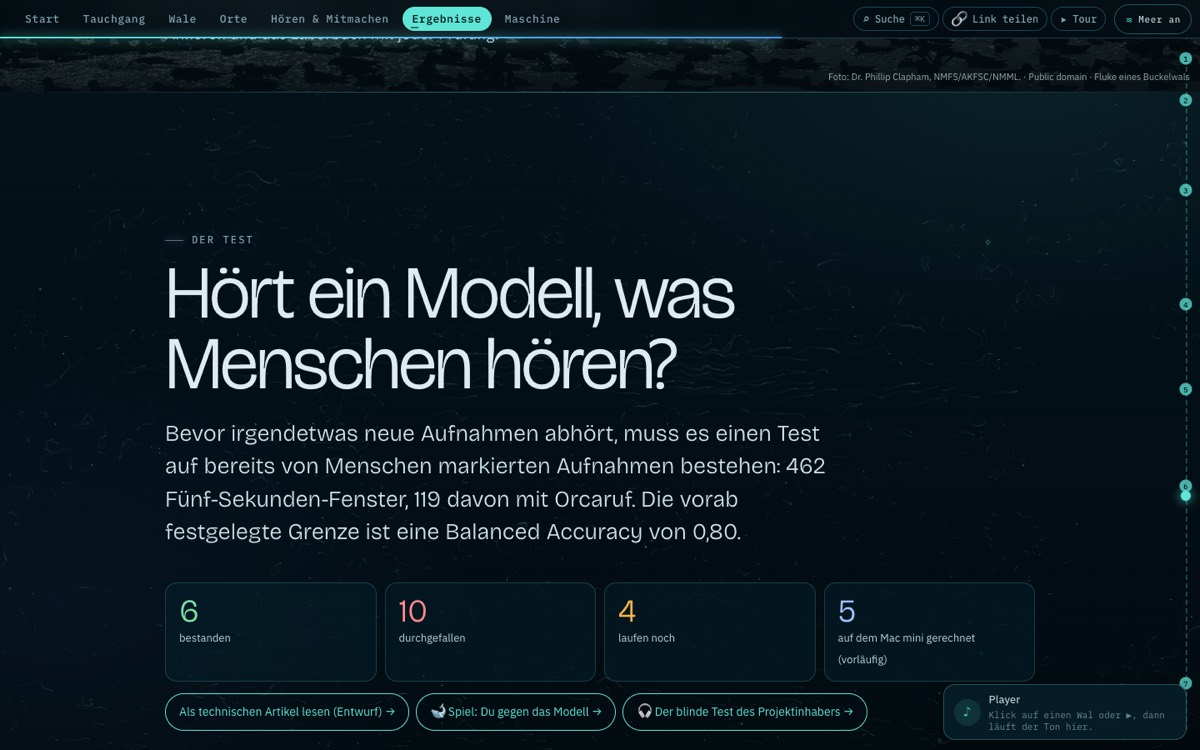 Start Tauchgang Wale Orte Hören & Mitmachen Ergebnisse Maschine
⌕ Suche ⌘K Link teilen ▶ Tour ≈ Meer an
Foto: Dr. Phillip Clapham, NMFS/AKFSC/NMML. · Public domain · Fluke eines Buckelwals
1
2
3
4
5
6
7
DER TEST
Hört ein Modell, was
Menschen hören?
Bevor irgendetwas neue Aufnahmen abhört, muss es einen Test
auf bereits von Menschen markierten Aufnahmen bestehen: 462
Fünf-Sekunden-Fenster, 119 davon mit Orcaruf. Die vorab
festgelegte Grenze ist eine Balanced Accuracy von 0,80.
6
bestanden
10
durchgefallen
4
laufen noch
5
auf dem Mac mini gerechnet
(vorläufig)
Als technischen Artikel lesen (Entwurf) →
Spiel: Du gegen das Modell →
Der blinde Test des Projektinhabers →
Player
Klick auf einen Wal oder ▶, dann
läuft der Ton hier.